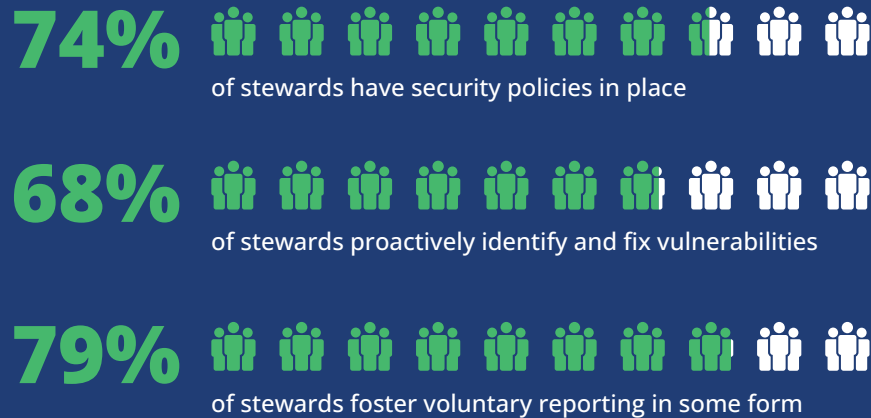 74%
of stewards have security policies in place
68%
of stewards proactively identify and fix vulnerabilities
79%
of stewards foster voluntary reporting in some form